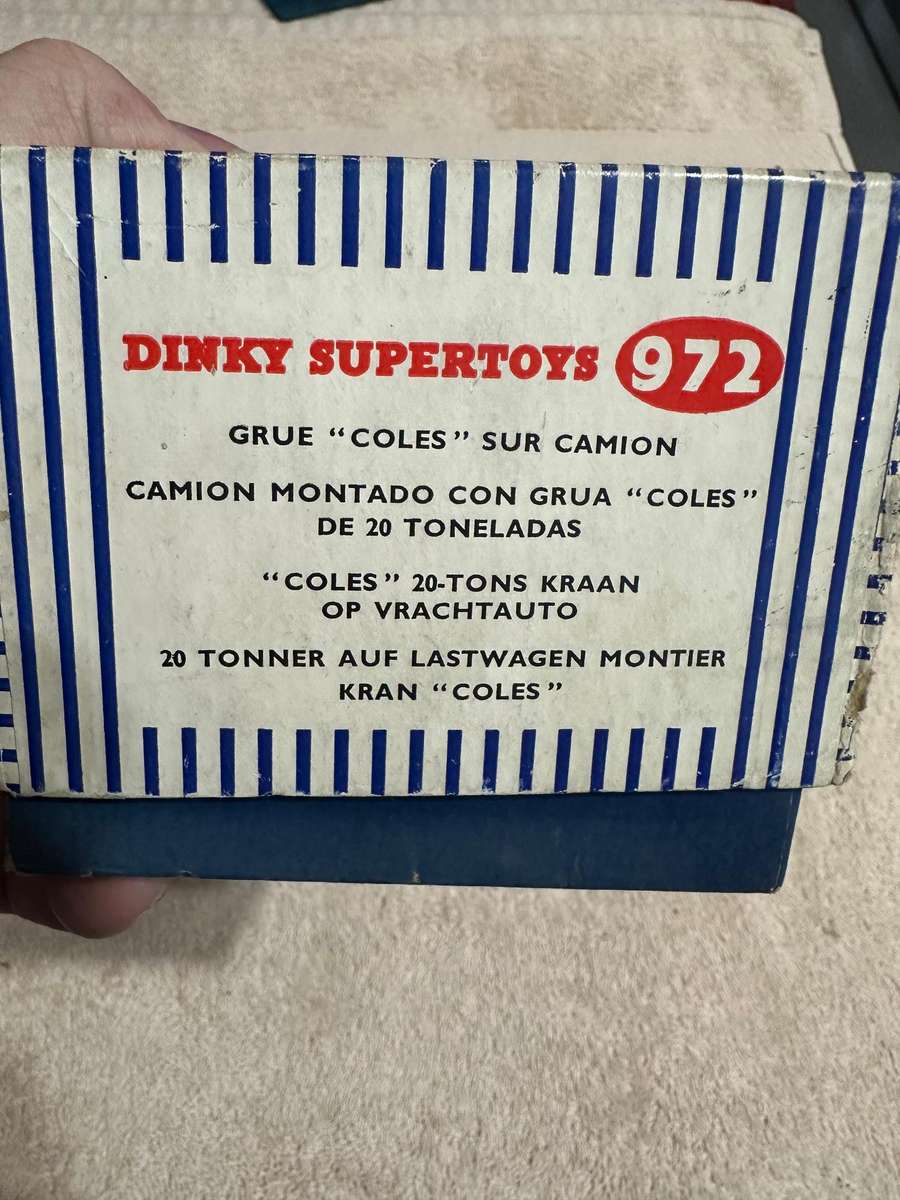 DINKY SUPERTOYS 972
GRUE “COLES” SUR CAMION
CAMION MONTADO CON GRUA “COLES”
DE 20 TONELADAS
“COLES” 20-TONS KRAAN
OP VRACHTAUTO
20 TONNER AUF LASTWAGEN MONTIER
KRAN “COLES”